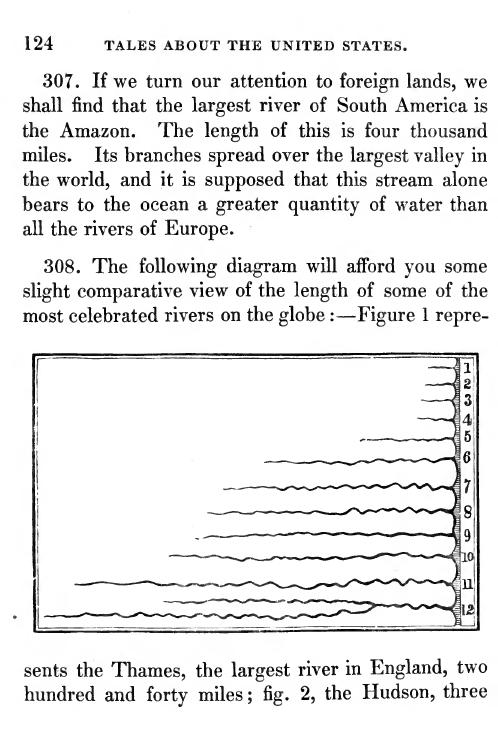 124 TALES ABOUT THE UNITED STATES.
307. If we turn our attention to foreign lands, we
shall find that the largest river of South America is
the Amazon. The length of this is four thousand
miles. Its branches spread over the largest valley in
the world, and it is supposed that this stream alone
bears to the ocean a greater quantity of water than
all the rivers of Europe.
308. The following diagram will afford you some
slight comparative view of the length of some of the
most celebrated rivers on the globe :—Figure 1 repre-
1
2
3
4
5
6
7
8
9
10
11
12
sents the Thames, the largest river in England, two
hundred and forty miles; fig. 2, the Hudson, three